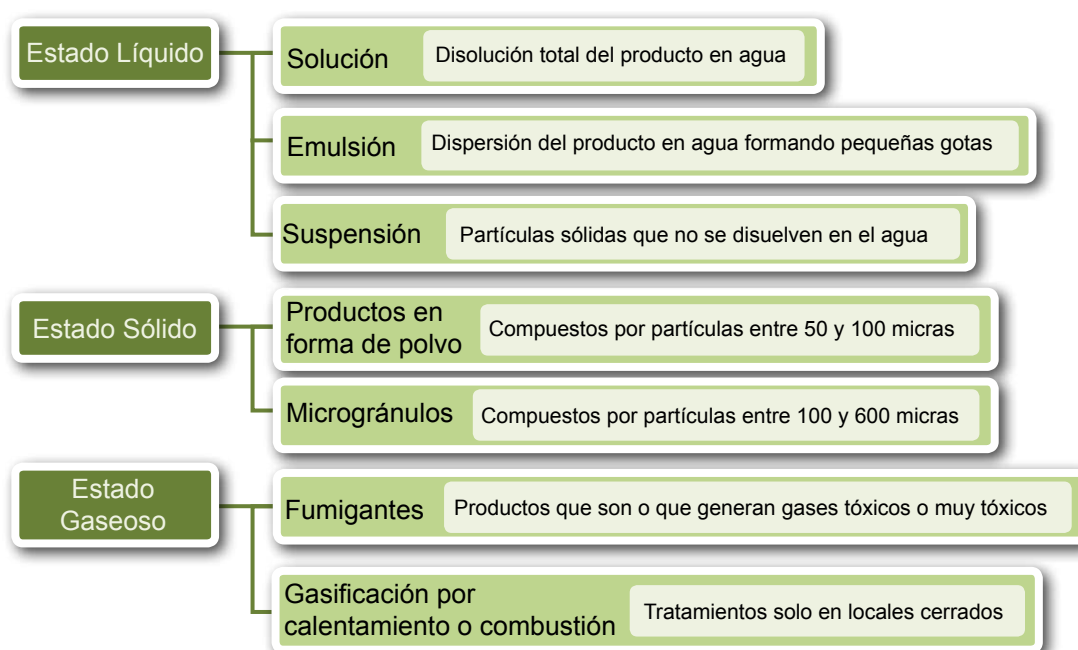 Estado Líquido
Solución
Disolución total del producto en agua
Emulsión
Dispersión del producto en agua formando pequeñas gotas
Suspensión
Partículas sólidas que no se disuelven en el agua
Estado Sólido
Productos en
forma de polvo
Compuestos por partículas entre 50 y 100 micras
Microgránulos
Compuestos por partículas entre 100 y 600 micras
Estado
Gaseoso
Fumigantes
Productos que son o que generan gases tóxicos o muy tóxicos
Gasificación por
calentamiento o combustión
Tratamientos solo en locales cerrados